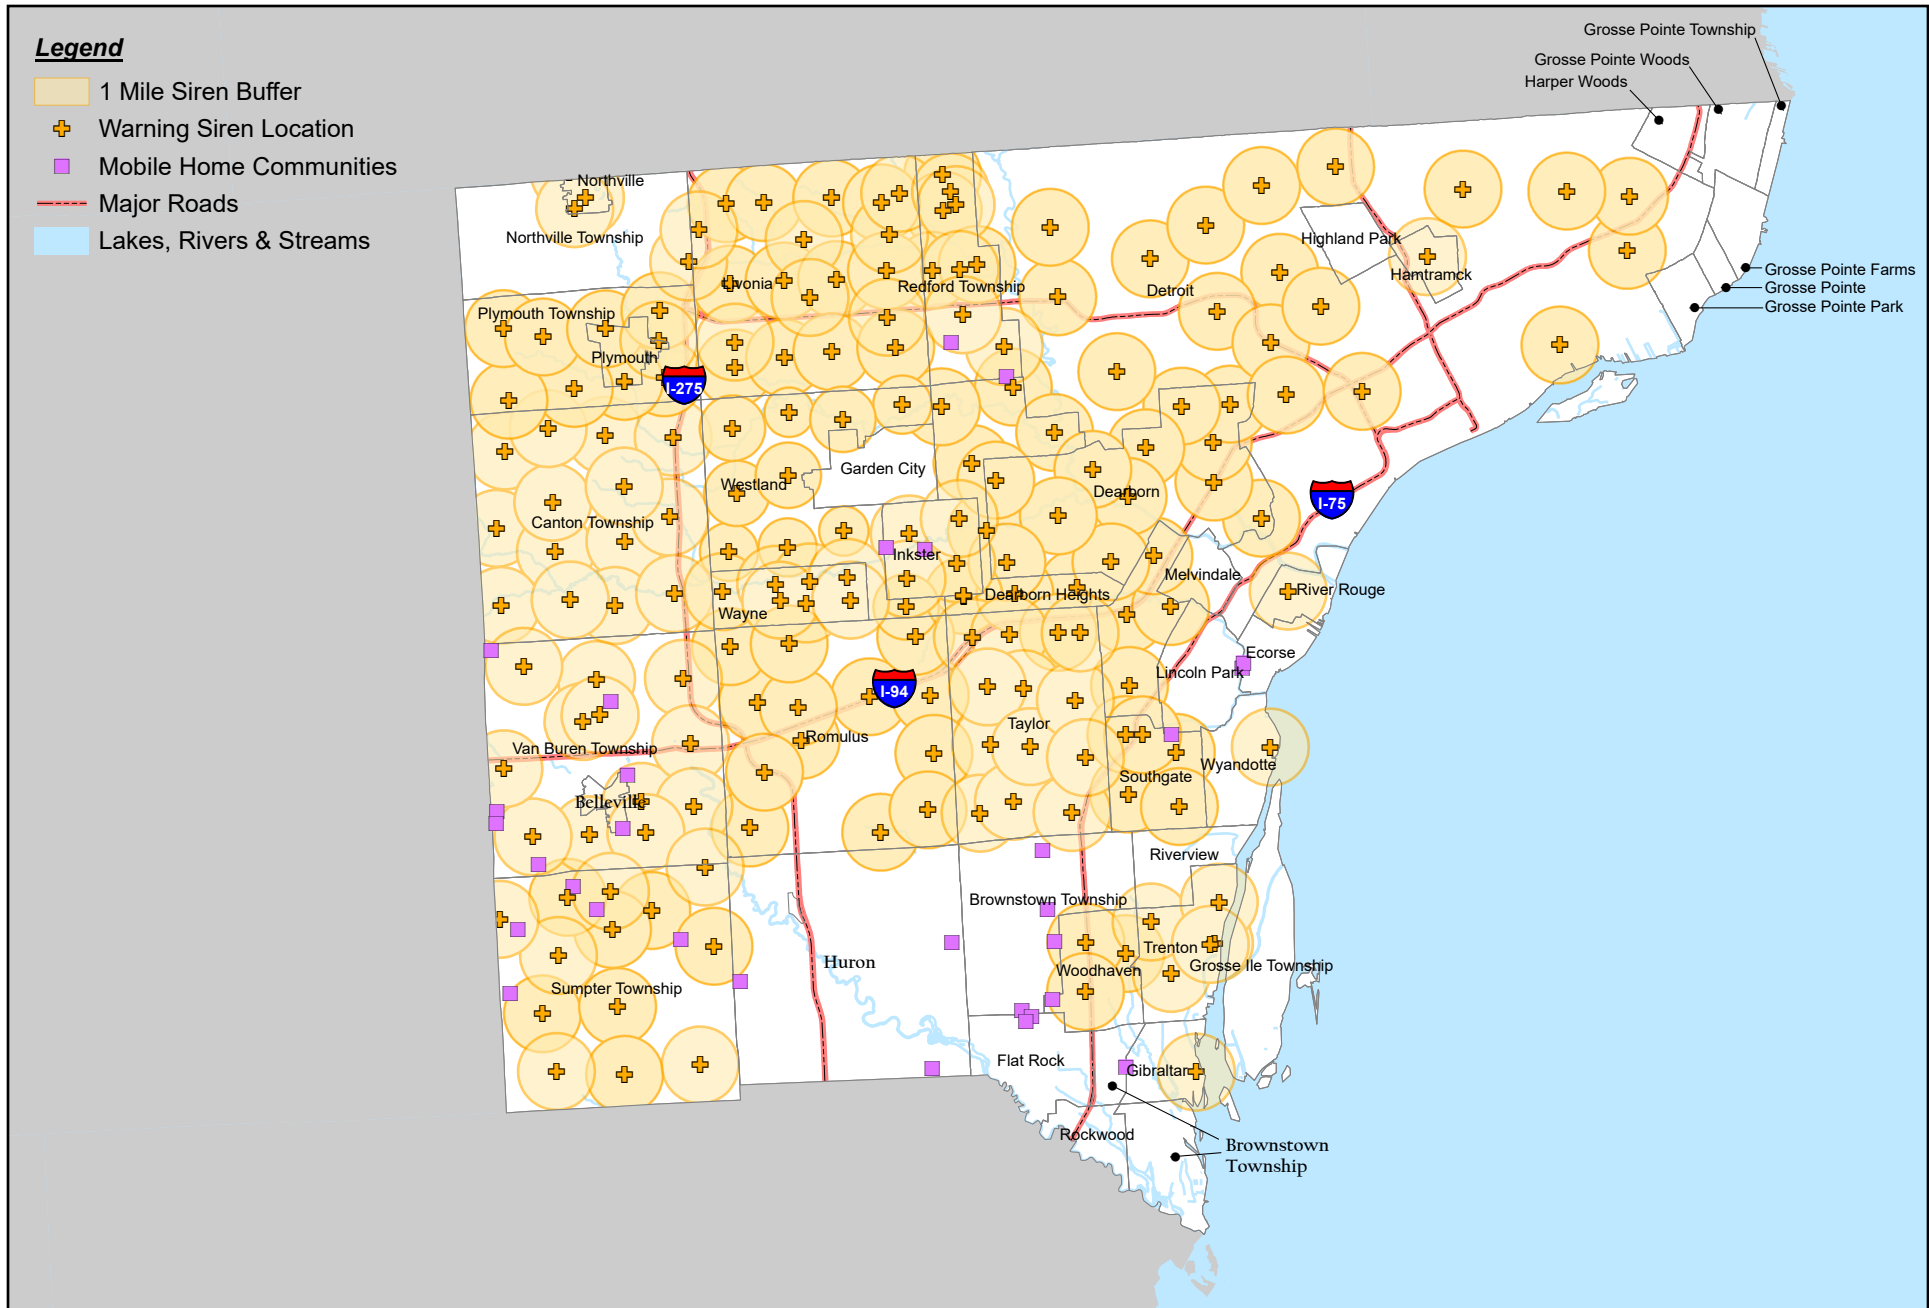 Legend
1 Mile Siren Buffer
Warning Siren Location
Mobile Home Communities
Major Roads
Lakes, Rivers & Streams
Grosse Pointe Township
Grosse Pointe Woods
Harper Woods
Northville
Northville Township
Highland Park
Hamtramck
Livonia
Redford Township
Detroit
Grosse Pointe Farms
Grosse Pointe
Grosse Pointe Park
Plymouth Township
Plymouth
I-275
Garden City
Westland
Dearborn
I-75
Canton Township
Inkster
Melvindale
Dearborn Heights
River Rouge
Wayne
Ecorse
Lincoln Park
I-94
Taylor
Romulus
Van Buren Township
Wyandotte
Southgate
Belleville
Riverview
Brownstown Township
Trenton
Huron
Woodhaven
Grosse Ile Township
Sumpter Township
Flat Rock
Gibraltar
Rockwood
Brownstown
Township